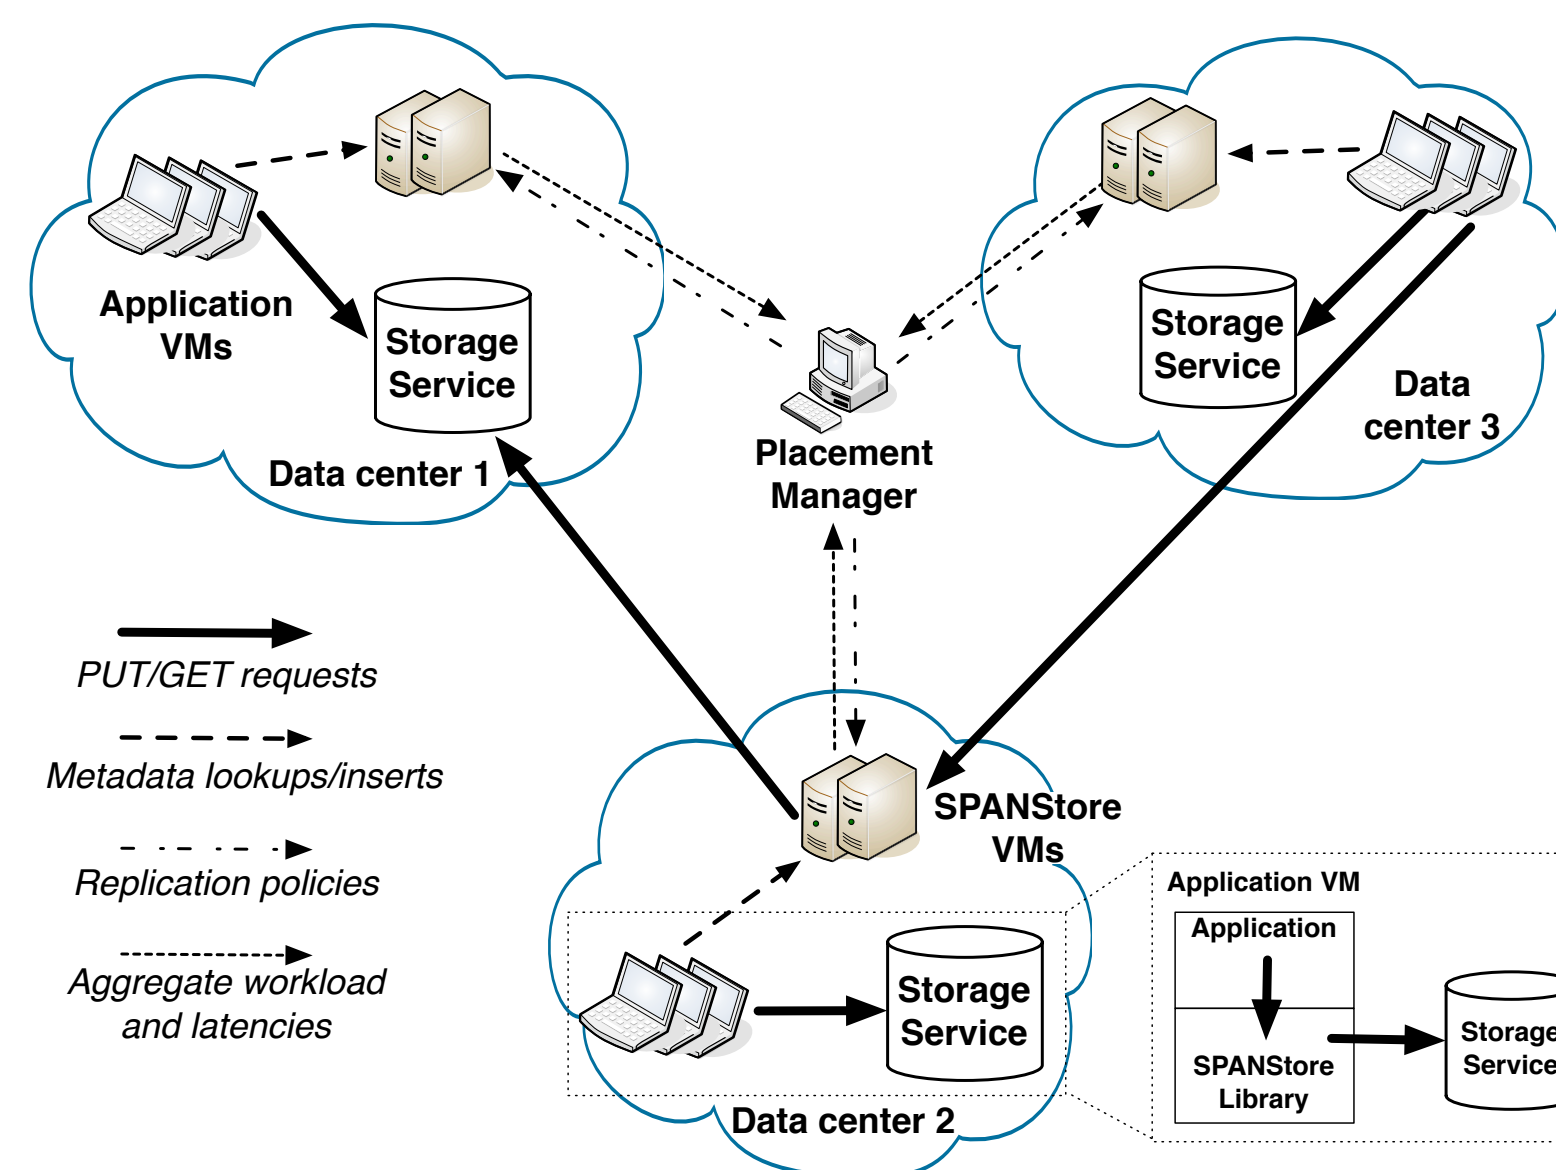 Application
VMs
Storage
Service
Data center 1
Placement
Manager
Storage
Service
Data
center 3
PUT/GET requests
Metadata lookups/inserts
Replication policies
Aggregate workload
and latencies
SPANStore
VMs
Storage
Service
Data center 2
Application VM
Application
SPANStore
Library
Storage
Service